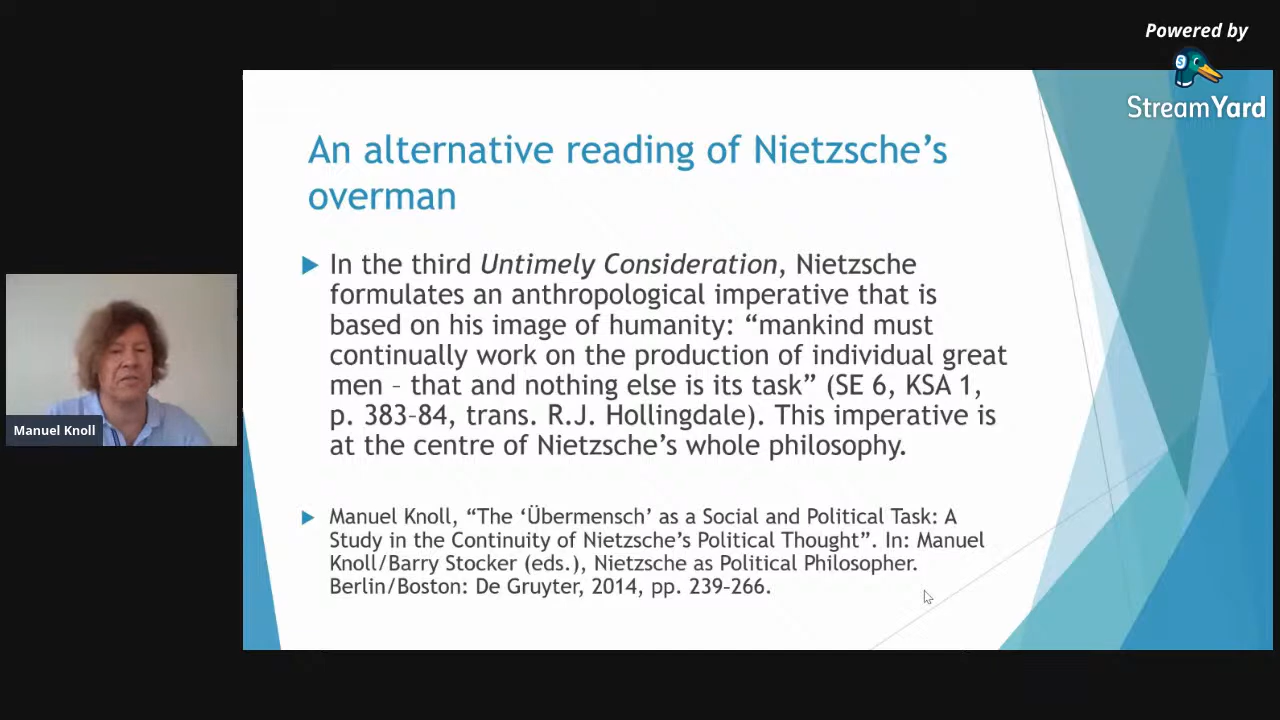 Powered by
StreamYard
An alternative reading of Nietzsche’s
overman
In the third Untimely Consideration, Nietzsche
formulates an anthropological imperative that is
based on his image of humanity: “mankind must
continually work on the production of individual great
men – that and nothing else is its task” (SE 6, KSA 1,
p. 383–84, trans. R.J. Hollingdale). This imperative is
at the centre of Nietzsche’s whole philosophy.
Manuel Knoll, “The ‘Übermensch’ as a Social and Political Task: A
Study in the Continuity of Nietzsche’s Political Thought”. In: Manuel
Knoll/Barry Stocker (eds.), Nietzsche as Political Philosopher.
Berlin/Boston: De Gruyter, 2014, pp. 239–266.
Manuel Knoll